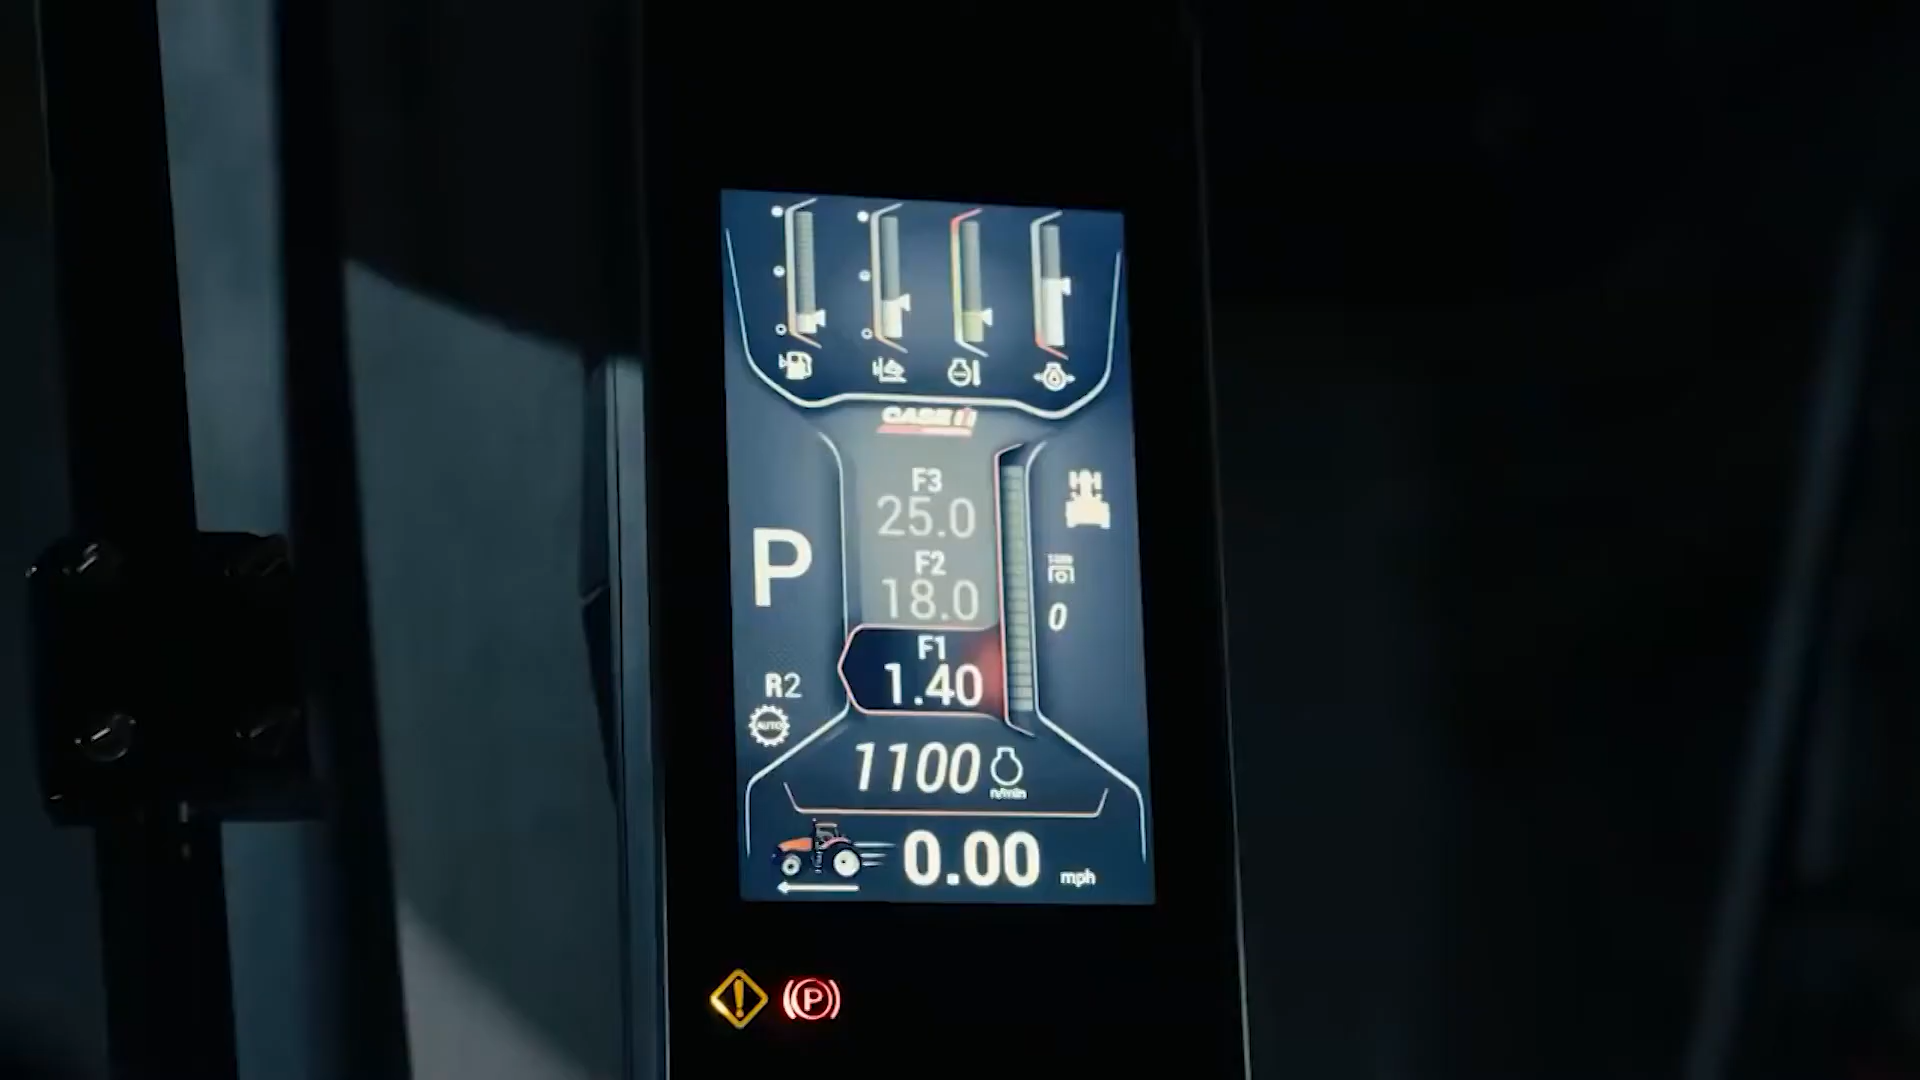 CASE IH
F3
25.0
F2
18.0
P
F1
1.40
0
R2
AUTO
1100
n/min
0.00 mph
P